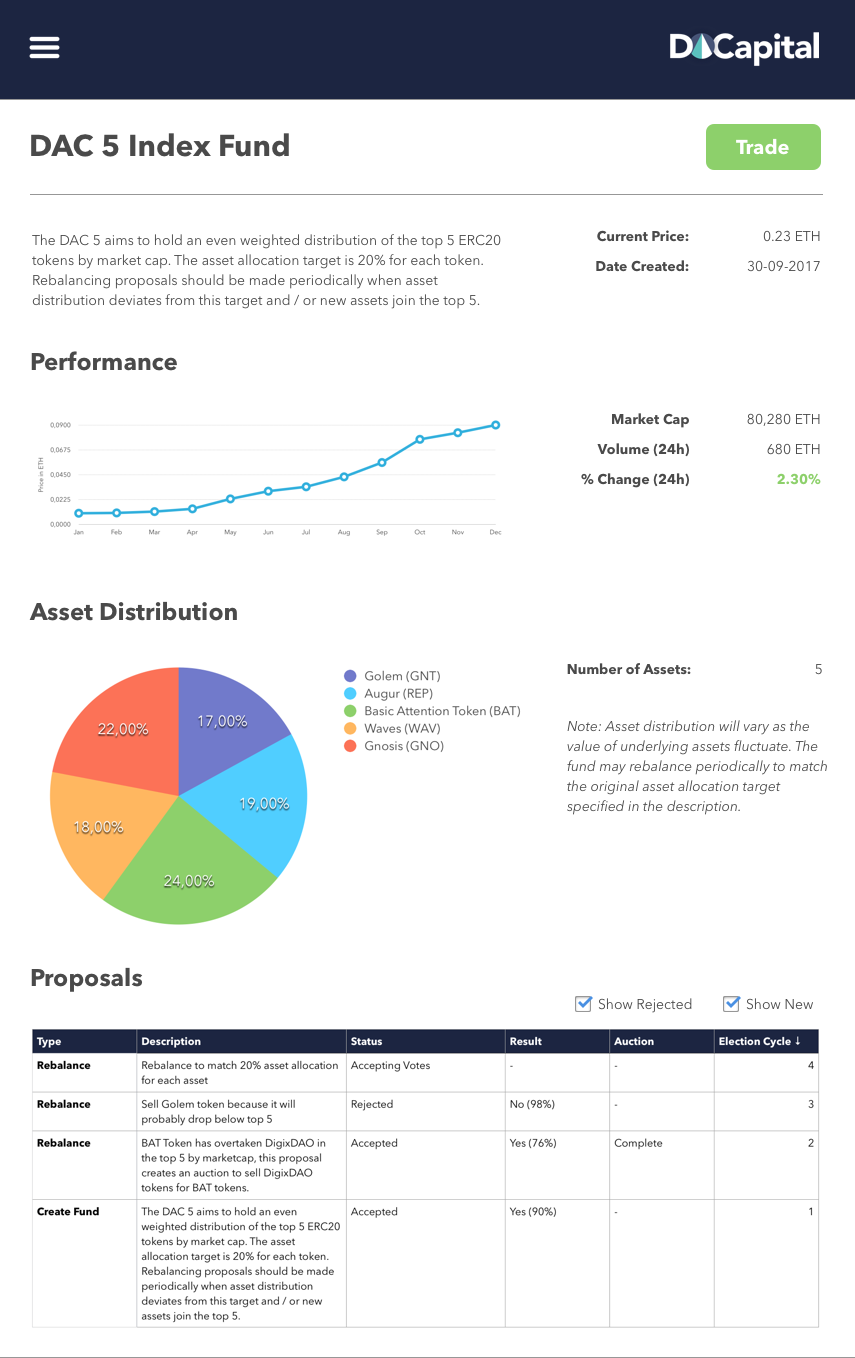 DACapital
DAC 5 Index Fund
Trade
The DAC 5 aims to hold an even weighted distribution of the top 5 ERC20
tokens by market cap. The asset allocation target is 20% for each token.
Rebalancing proposals should be made periodically when asset
distribution deviates from this target and / or new assets join the top 5.
Current Price: 0.23 ETH
Date Created: 30-09-2017
Performance
Price in ETH
0,0900
0,0675
0,0450
0,0225
0,0000
Jan Feb Mar Apr May Jun Jul Aug Sep Oct Nov Dec
Market Cap 80,280 ETH
Volume (24h) 680 ETH
% Change (24h) 2.30%
Asset Distribution
17,00%
19,00%
24,00%
18,00%
22,00%
Golem (GNT)
Augur (REP)
Basic Attention Token (BAT)
Waves (WAV)
Gnosis (GNO)
Number of Assets: 5
Note: Asset distribution will vary as the
value of underlying assets fluctuate. The
fund may rebalance periodically to match
the original asset allocation target
specified in the description.
Proposals
Show Rejected Show New
Type Description Status Result Auction Election Cycle ↓
Rebalance Rebalance to match 20% asset allocation Accepting Votes - - 4
for each asset
Rebalance Sell Golem token because it will Rejected No (98%) - 3
probably drop below top 5
Rebalance BAT Token has overtaken DigixDAO in Accepted Yes (76%) Complete 2
the top 5 by marketcap, this proposal
creates an auction to sell DigixDAO
tokens for BAT tokens.
Create Fund The DAC 5 aims to hold an even Accepted Yes (90%) - 1
weighted distribution of the top 5 ERC20
tokens by market cap. The asset
allocation target is 20% for each token.
Rebalancing proposals should be made
periodically when asset distribution
deviates from this target and / or new
assets join the top 5.